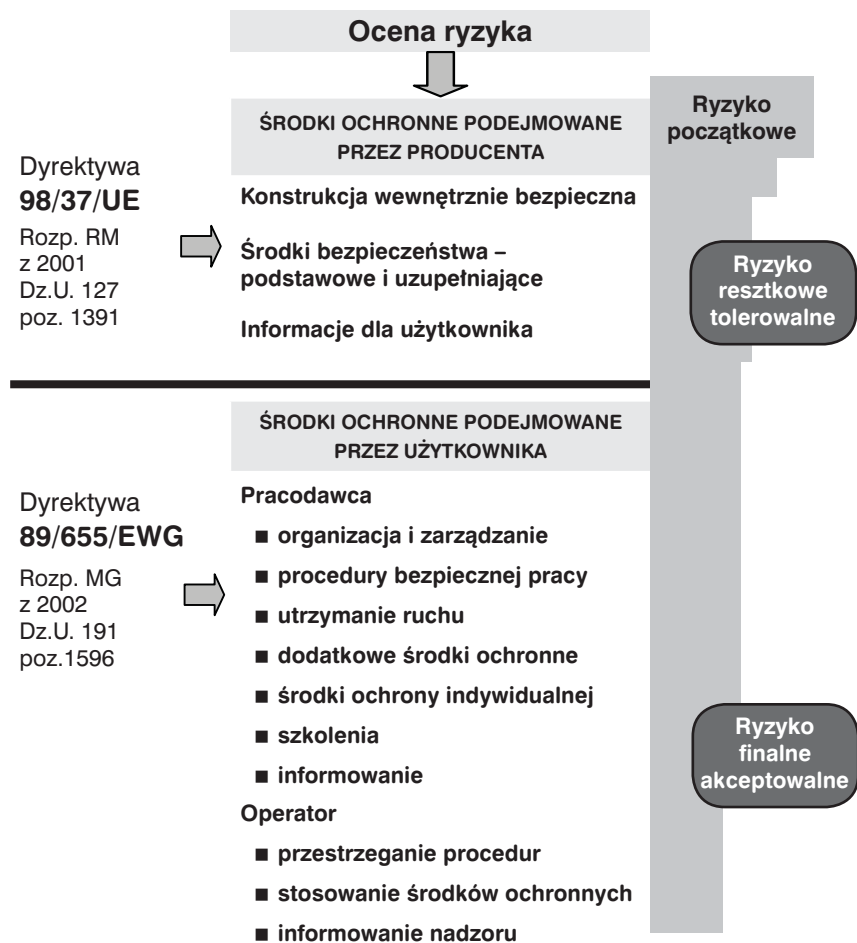 Ocena ryzyka
ŚRODKI OCHRONNE PODEJMOWANE
PRZEZ PRODUCENTA
Ryzyko
początkowe
Dyrektywa
98/37/UE
Rozp. RM
z 2001
Dz.U. 127
poz. 1391
Konstrukcja wewnętrznie bezpieczna
Środki bezpieczeństwa –
podstawowe i uzupełniające
Informacje dla użytkownika
Ryzyko
resztkowe
tolerowalne
ŚRODKI OCHRONNE PODEJMOWANE
PRZEZ UŻYTKOWNIKA
Dyrektywa
89/655/EWG
Rozp. MG
z 2002
Dz.U. 191
poz.1596
Pracodawca
■ organizacja i zarządzanie
■ procedury bezpiecznej pracy
■ utrzymanie ruchu
■ dodatkowe środki ochronne
■ środki ochrony indywidualnej
■ szkolenia
■ informowanie
Operator
■ przestrzeganie procedur
■ stosowanie środków ochronnych
■ informowanie nadzoru
Ryzyko
finalne
akceptowalne